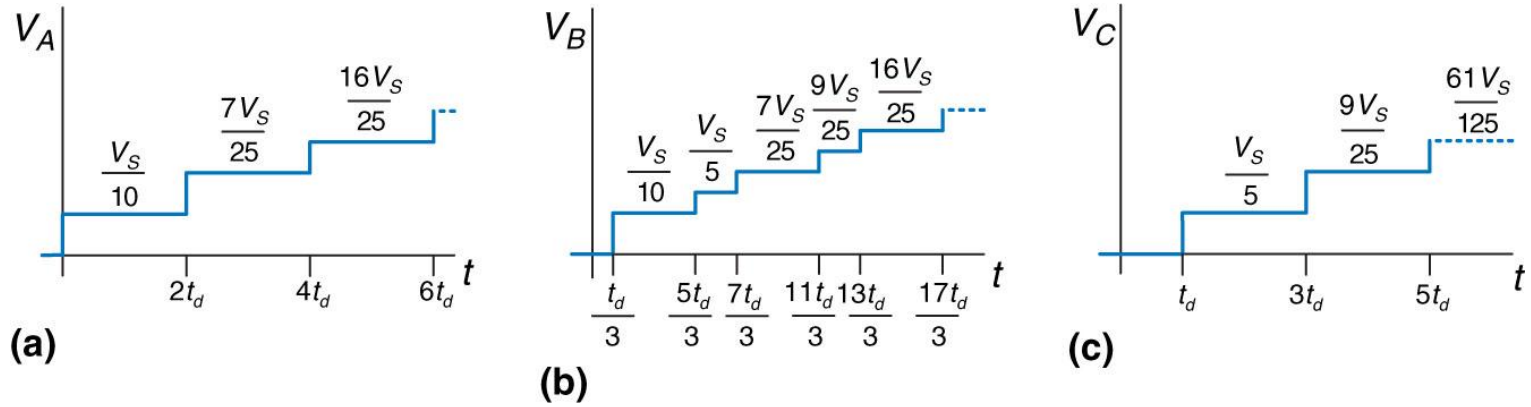 V_A
V_S/10
7V_S/25
16V_S/25
2t_d 4t_d 6t_d t
(a)
V_B
V_S/10
V_S/5
7V_S/25
9V_S/25
16V_S/25
t_d/3 5t_d/3 7t_d/3 11t_d/3 13t_d/3 17t_d/3 t
(b)
V_C
V_S/5
9V_S/25
61V_S/125
t_d 3t_d 5t_d t
(c)